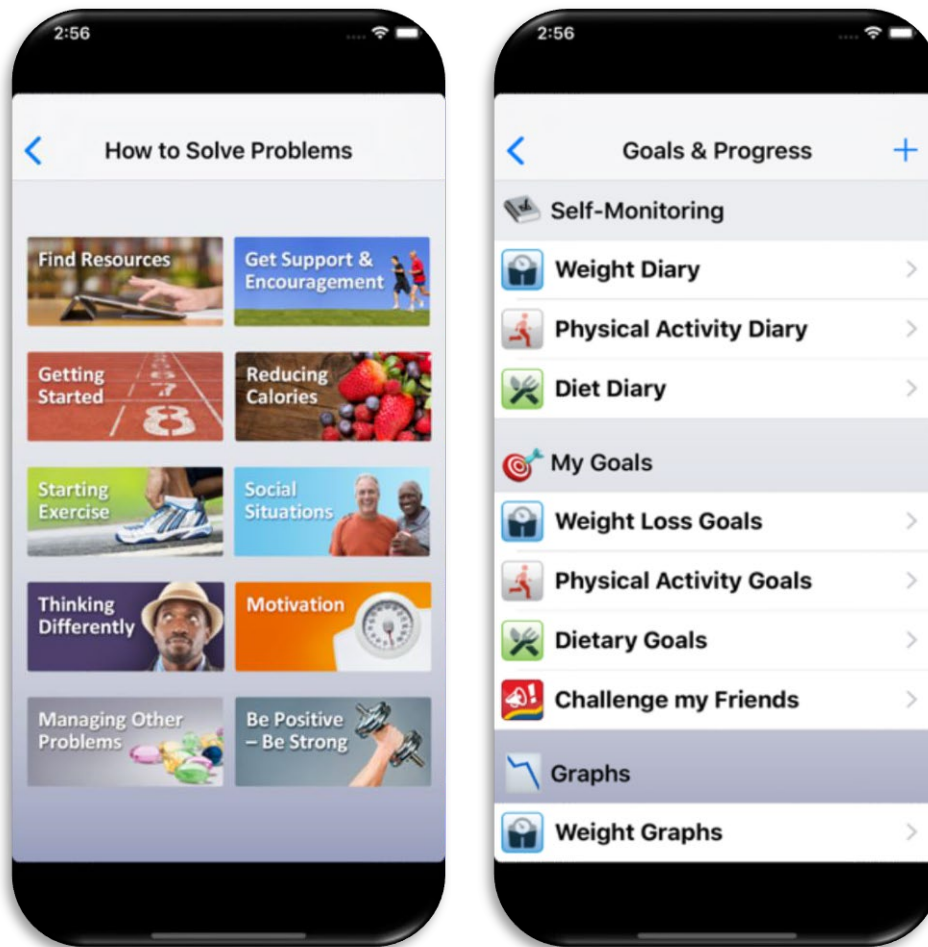 2:56
How to Solve Problems
Find Resources
Get Support &
Encouragement
Getting
Started
Reducing
Calories
Starting
Exercise
Social
Situations
Thinking
Differently
Motivation
Managing Other
Problems
Be Positive
– Be Strong
2:56
Goals & Progress
Self-Monitoring
Weight Diary
Physical Activity Diary
Diet Diary
My Goals
Weight Loss Goals
Physical Activity Goals
Dietary Goals
Challenge my Friends
Graphs
Weight Graphs